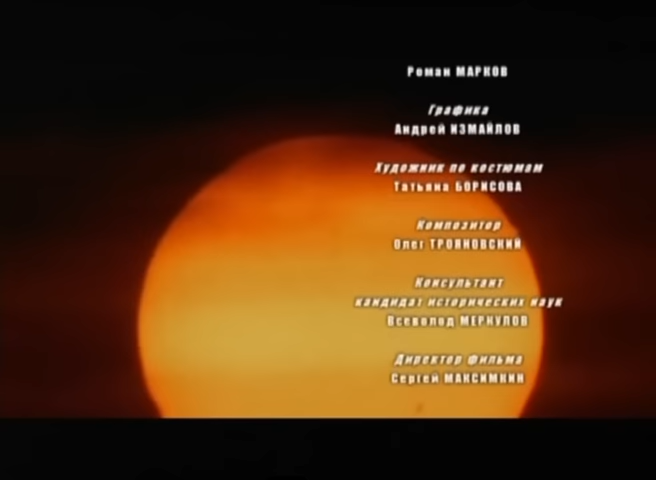 Роман МАРКОВ
Графика
Андрей ИЗМАЙЛОВ
Художник по костюмам
Татьяна БОРИСОВА
Композитор
Олег ТРОЯНОВСКИЙ
Консультант
кандидат исторических наук
Всеволод МЕРКУЛОВ
Директор фильма
Сергей МАКСИМКИН